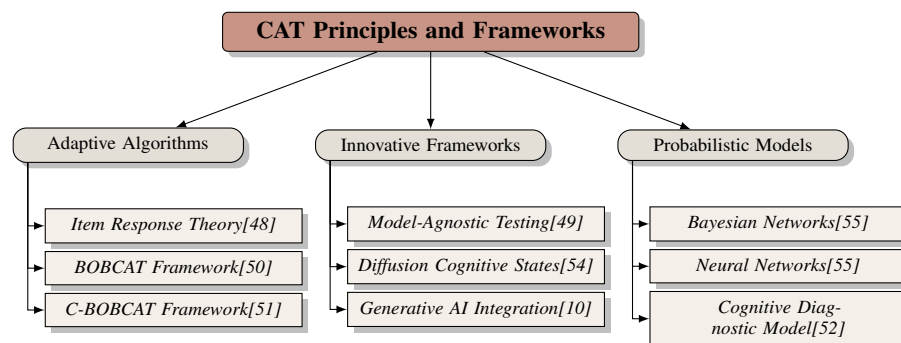 CAT Principles and Frameworks
Adaptive Algorithms
Item Response Theory[48]
BOBCAT Framework[50]
C-BOBCAT Framework[51]
Innovative Frameworks
Model-Agnostic Testing[49]
Diffusion Cognitive States[54]
Generative AI Integration[10]
Probabilistic Models
Bayesian Networks[55]
Neural Networks[55]
Cognitive Diag-
nostic Model[52]